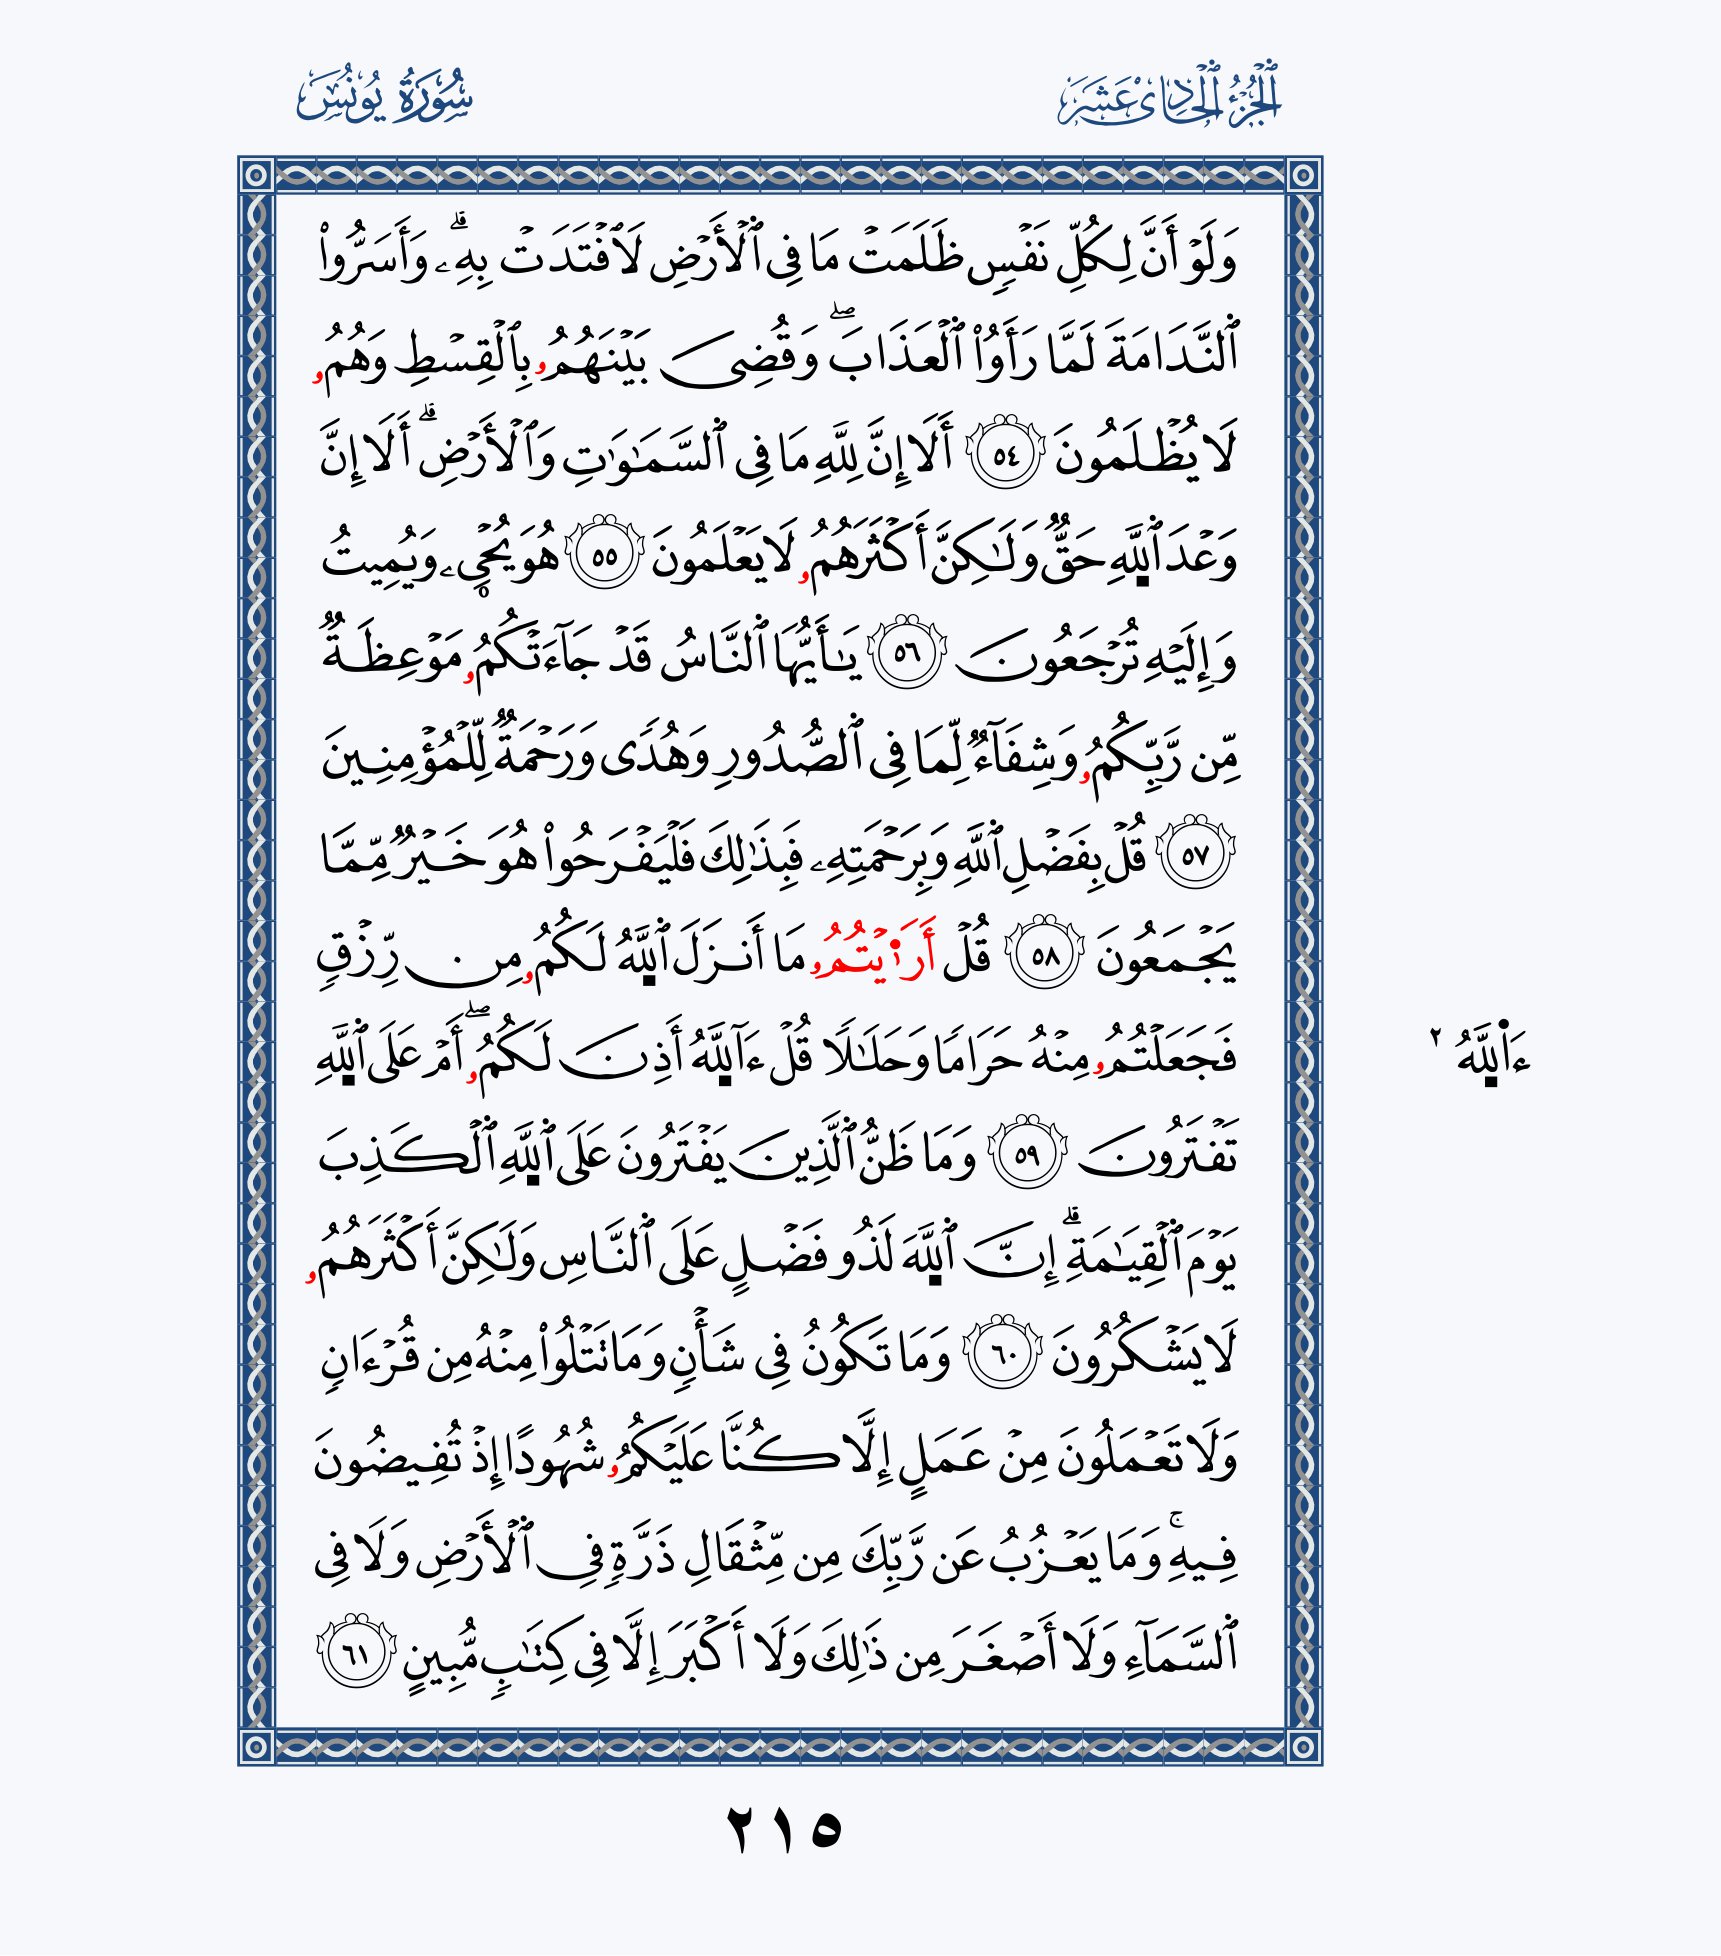 ٱلۡجُزۡءُ ٱلۡحَادِىۡ عَشَرَ
سُورَةُ يُونُسَ
وَلَوۡ أَنَّ لِكُلِّ نَفۡسٖ ظَلَمَتۡ مَا فِي ٱلۡأَرۡضِ لَٱفۡتَدَتۡ بِهِۦۗ وَأَسَرُّواْ
ٱلنَّدَامَةَ لَمَّا رَأَوُاْ ٱلۡعَذَابَۖ وَقُضِىَ بَيۡنَهُمُۥ بِٱلۡقِسۡطِ وَهُمُۥ
لَا يُظۡلَمُونَ ٥٤ أَلَآ إِنَّ لِلَّهِ مَا فِي ٱلسَّمَٰوَٰتِ وَٱلۡأَرۡضِۗ أَلَآ إِنَّ
وَعۡدَ ٱللَّهِ حَقّٞ وَلَٰكِنَّ أَكۡثَرَهُمُۥ لَا يَعۡلَمُونَ ٥٥ هُوَ يُحۡيِۦ وَيُمِيتُ
وَإِلَيۡهِ تُرۡجَعُونَ ٥٦ يَٰٓأَيُّهَا ٱلنَّاسُ قَدۡ جَآءَتۡكُمُۥ مَوۡعِظَةٞ
مِّن رَّبِّكُمُۥ وَشِفَآءٞ لِّمَا فِي ٱلصُّدُورِ وَهُدٗى وَرَحۡمَةٞ لِّلۡمُؤۡمِنِينَ
٥٧ قُلۡ بِفَضۡلِ ٱللَّهِ وَبِرَحۡمَتِهِۦ فَبِذَٰلِكَ فَلۡيَفۡرَحُواْ هُوَ خَيۡرٞ مِّمَّا
يَجۡمَعُونَ ٥٨ قُلۡ أَرَاٰ۬يۡتُمُۥ مَا أَنزَلَ ٱللَّهُ لَكُمُۥ مِن رِّزۡقٖ
فَجَعَلۡتُمُۥ مِنۡهُ حَرَامٗا وَحَلَٰلٗا قُلۡ ءَآللَّهُ أَذِنَ لَكُمُۥۖ أَمۡ عَلَى ٱللَّهِ
ءَاْللَّهُ ٢
تَفۡتَرُونَ ٥٩ وَمَا ظَنُّ ٱلَّذِينَ يَفۡتَرُونَ عَلَى ٱللَّهِ ٱلۡكَذِبَ
يَوۡمَ ٱلۡقِيَٰمَةِۗ إِنَّ ٱللَّهَ لَذُو فَضۡلٍ عَلَى ٱلنَّاسِ وَلَٰكِنَّ أَكۡثَرَهُمُۥ
لَا يَشۡكُرُونَ ٦٠ وَمَا تَكُونُ فِي شَأۡنٖ وَمَا تَتۡلُواْ مِنۡهُ مِن قُرۡءَانٖ
وَلَا تَعۡمَلُونَ مِنۡ عَمَلٍ إِلَّا كُنَّا عَلَيۡكُمُۥ شُهُودًا إِذۡ تُفِيضُونَ
فِيهِۚ وَمَا يَعۡزُبُ عَن رَّبِّكَ مِن مِّثۡقَالِ ذَرَّةٖ فِي ٱلۡأَرۡضِ وَلَا فِي
ٱلسَّمَآءِ وَلَا أَصۡغَرَ مِن ذَٰلِكَ وَلَا أَكۡبَرَ إِلَّا فِي كِتَٰبٖ مُّبِينٍ ٦١
٢١٥